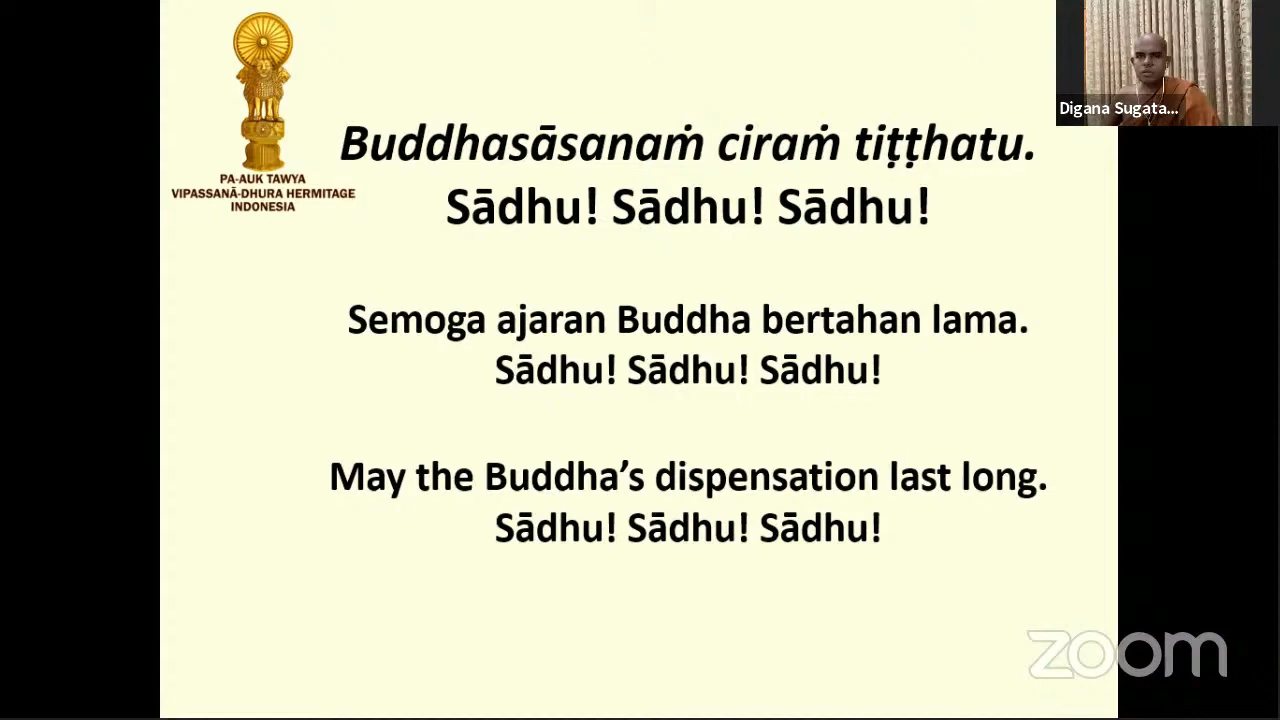 PA-AUK TAWYA
VIPASSANĀ-DHURA HERMITAGE
INDONESIA
Buddhasāsanaṁ ciraṁ tiṭṭhatu.
Sādhu! Sādhu! Sādhu!
Semoga ajaran Buddha bertahan lama.
Sādhu! Sādhu! Sādhu!
May the Buddha’s dispensation last long.
Sādhu! Sādhu! Sādhu!
Digana Sugata...
zoom